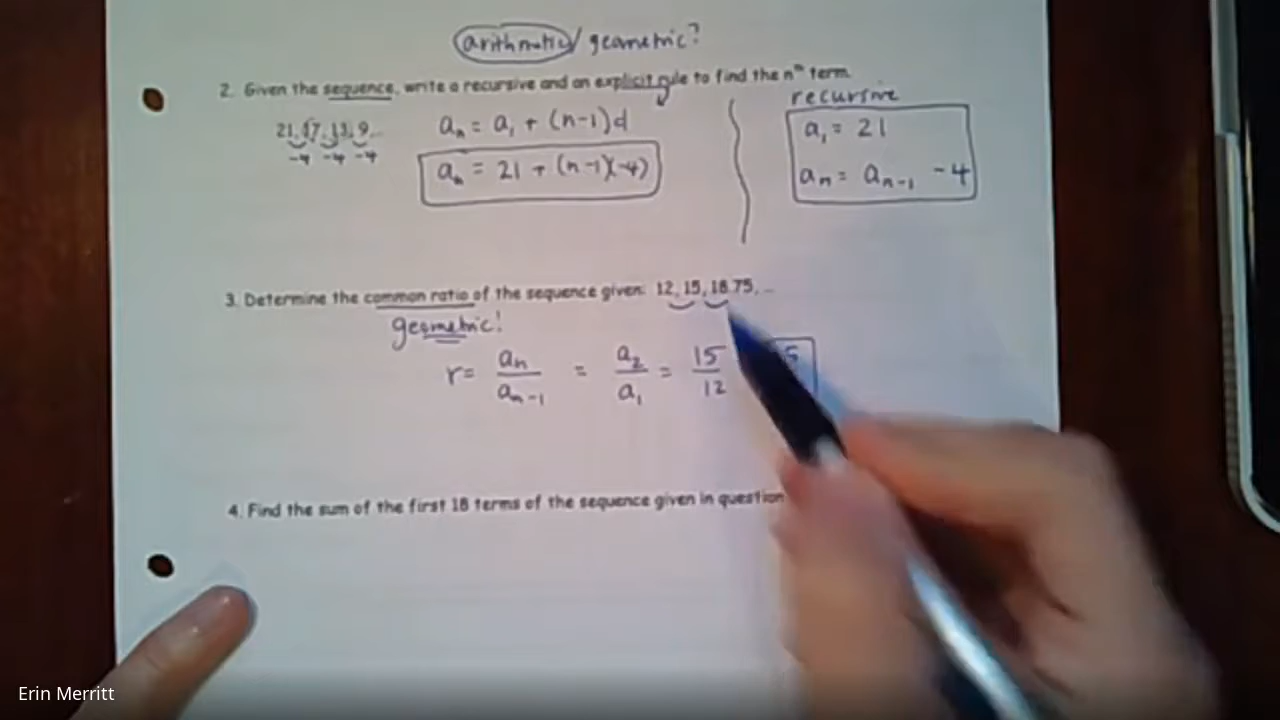 arithmatic / geometric?
2. Given the sequence, write a recursive and an explicit rule to find the nth term.
recursive
21, 17, 13, 9, ...
-4 -4 -4
aₙ = a₁ + (n-1)d
aₙ = 21 + (n-1)(-4)
a₁ = 21
aₙ = aₙ₋₁ -4
3. Determine the common ratio of the sequence given: 12, 15, 18.75, ...
geometric!
r = aₙ / aₙ₋₁ = a₂ / a₁ = 15 / 12
5
4. Find the sum of the first 18 terms of the sequence given in question
Erin Merritt